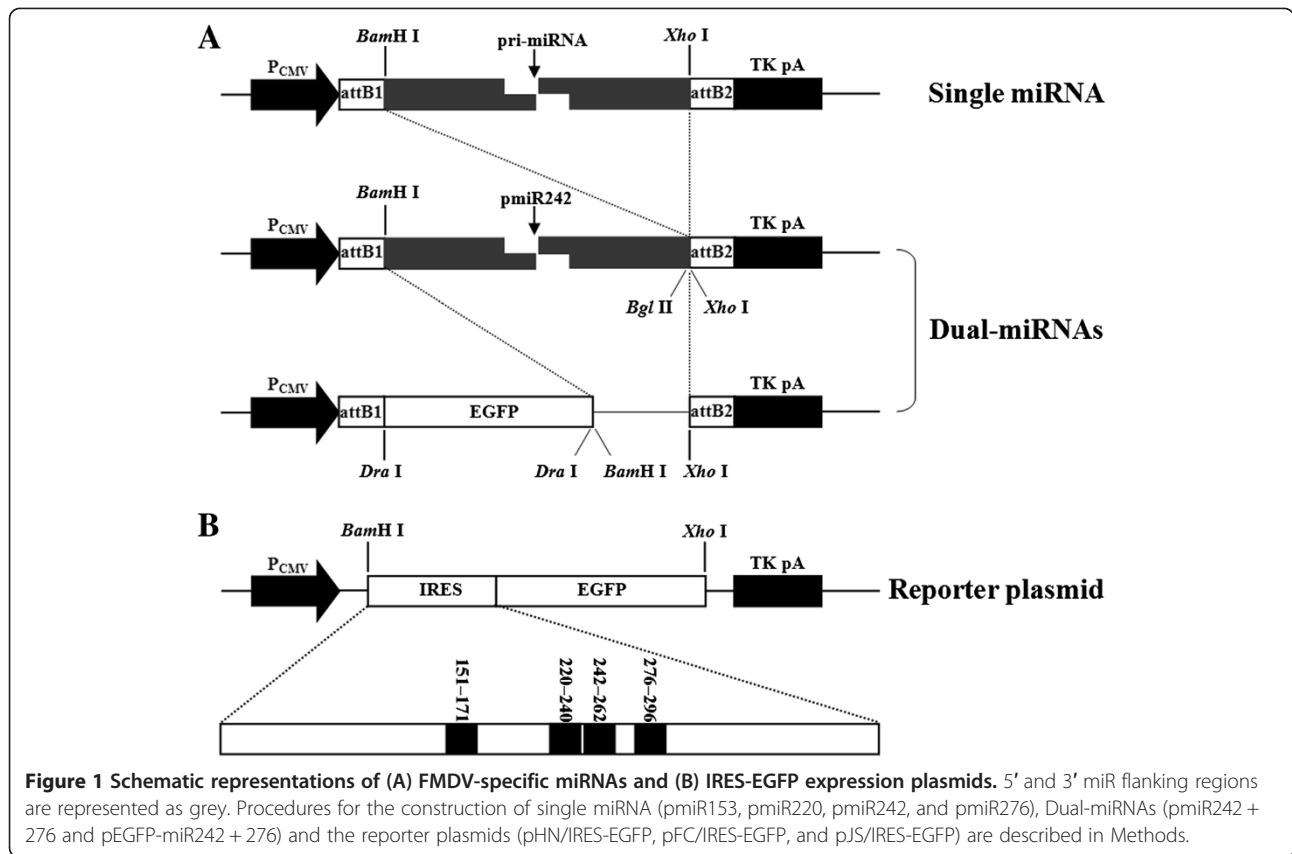 A
BamH I
pri-miRNA
Xho I
P_CMV
attB1
attB2
TK pA
Single miRNA
BamH I
pmiR242
P_CMV
attB1
attB2
TK pA
Bgl II
Xho I
Dual-miRNAs
P_CMV
attB1
EGFP
attB2
TK pA
Dra I
Dra I
BamH I
Xho I
B
BamH I
Xho I
P_CMV
IRES
EGFP
TK pA
Reporter plasmid
151–171
220–240
242–262
276–296
Figure 1 Schematic representations of (A) FMDV-specific miRNAs and (B) IRES-EGFP expression plasmids. 5′ and 3′ miR flanking regions
are represented as grey. Procedures for the construction of single miRNA (pmiR153, pmiR220, pmiR242, and pmiR276), Dual-miRNAs (pmiR242 +
276 and pEGFP-miR242 + 276) and the reporter plasmids (pHN/IRES-EGFP, pFC/IRES-EGFP, and pJS/IRES-EGFP) are described in Methods.